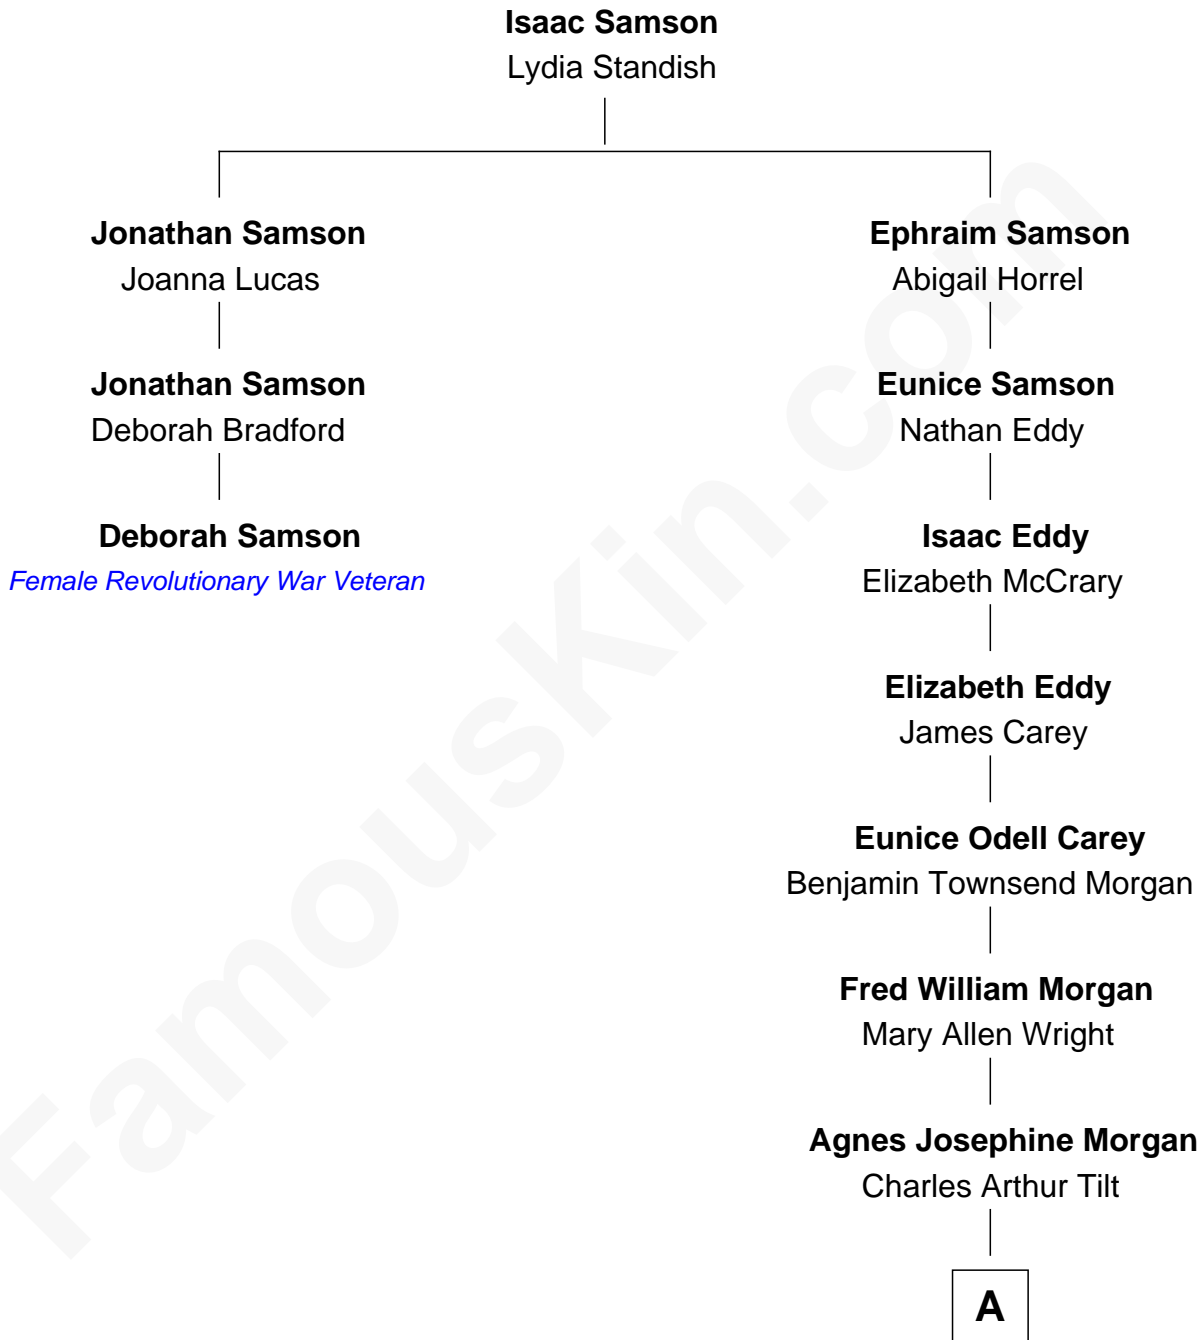 Isaac Samson
Lydia Standish
Jonathan Samson
Joanna Lucas
Ephraim Samson
Abigail Horrel
Jonathan Samson
Deborah Bradford
Eunice Samson
Nathan Eddy
Deborah Samson
Female Revolutionary War Veteran
Isaac Eddy
Elizabeth McCrary
Elizabeth Eddy
James Carey
Eunice Odell Carey
Benjamin Townsend Morgan
Fred William Morgan
Mary Allen Wright
Agnes Josephine Morgan
Charles Arthur Tilt
A
FamousKin.com